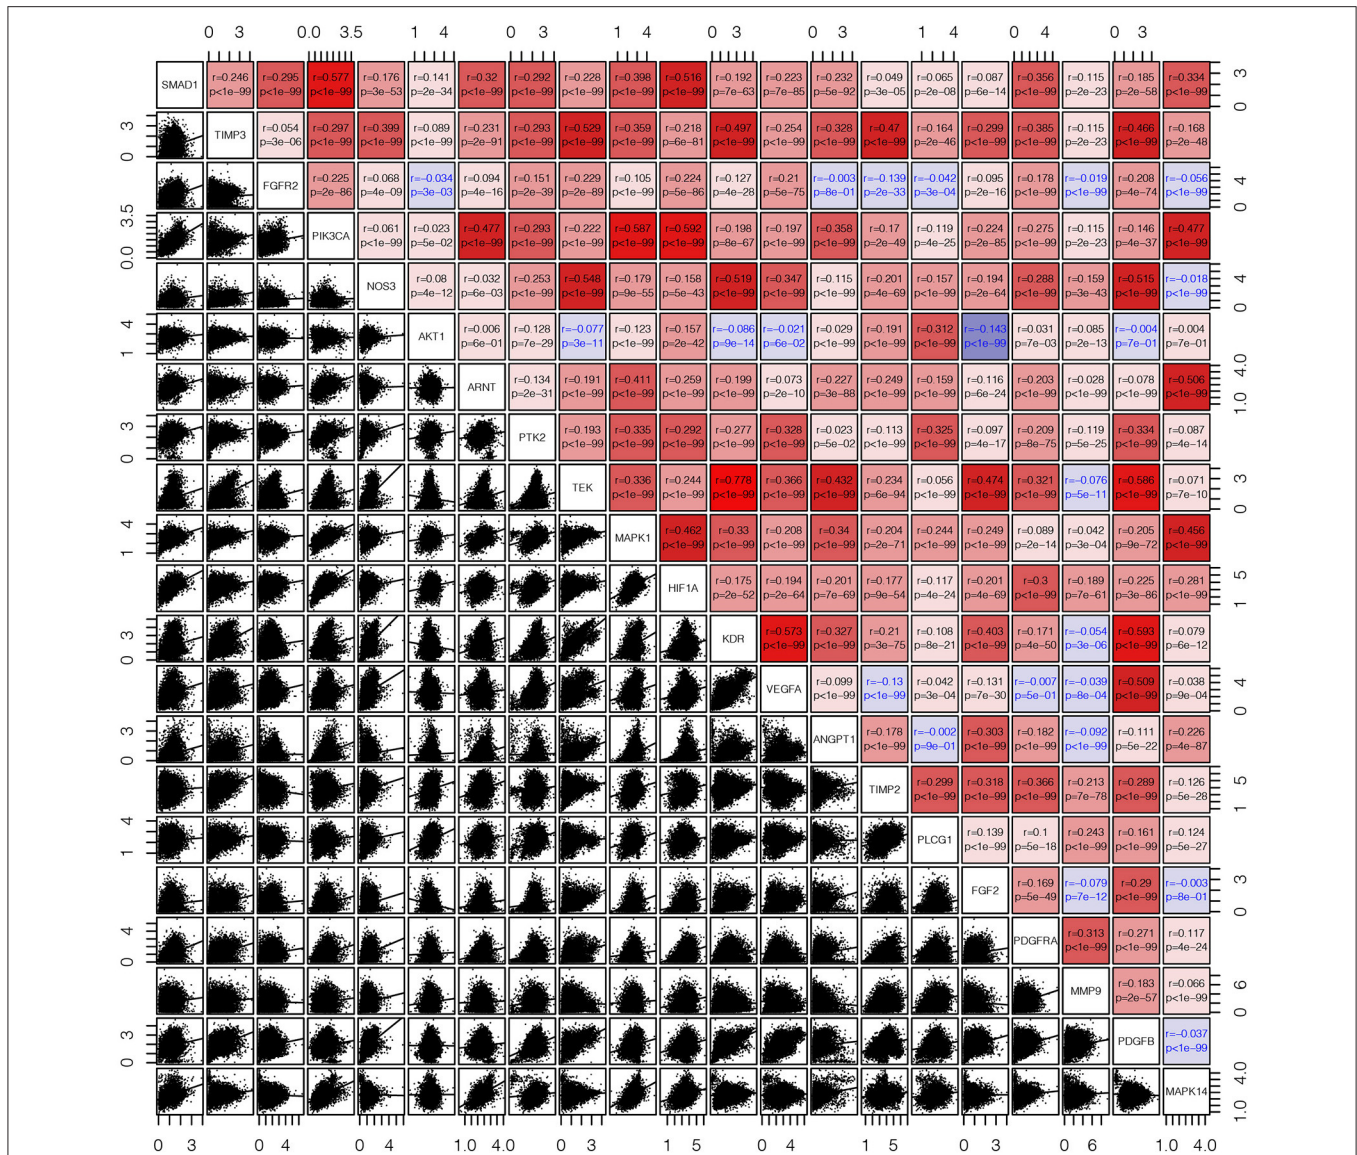 0 3 0.0 3.5 1 4 1 4 0 3 1 4 0 4 0 3
SMAD1 r=0.246 r=0.295 r=0.577 r=0.176 r=0.141 r=0.32 r=0.292 r=0.228 r=0.398 r=0.516 r=0.192 r=0.223 r=0.232 r=0.049 r=0.065 r=0.087 r=0.356 r=0.115 r=0.185 r=0.334 0 3
p<1e−99 p<1e−99 p<1e−99 p=3e−53 p=2e−34 p<1e−99 p<1e−99 p<1e−99 p<1e−99 p<1e−99 p=7e−63 p=7e−85 p=5e−92 p=3e−05 p=2e−08 p=6e−14 p<1e−99 p=2e−23 p=2e−58 p<1e−99
0 3 TIMP3 r=0.054 r=0.297 r=0.399 r=0.089 r=0.231 r=0.293 r=0.529 r=0.359 r=0.218 r=0.497 r=0.254 r=0.328 r=0.47 r=0.164 r=0.299 r=0.385 r=0.115 r=0.466 r=0.168
p=3e−06 p<1e−99 p<1e−99 p<1e−99 p=2e−91 p<1e−99 p<1e−99 p<1e−99 p=6e−81 p<1e−99 p<1e−99 p<1e−99 p<1e−99 p=2e−46 p<1e−99 p<1e−99 p=2e−23 p<1e−99 p=2e−48
FGFR2 r=0.225 r=0.068 r=−0.034 r=0.094 r=0.151 r=0.229 r=0.105 r=0.224 r=0.127 r=0.21 r=−0.003 r=−0.139 r=−0.042 r=0.095 r=0.178 r=−0.019 r=0.208 r=−0.056 0 4
p=2e−86 p=4e−09 p=3e−03 p=4e−16 p=2e−39 p=2e−89 p<1e−99 p=5e−86 p=4e−28 p=5e−75 p=8e−01 p=2e−33 p=3e−04 p=2e−16 p<1e−99 p<1e−99 p=4e−74 p<1e−99
0.0 3.5 PIK3CA r=0.061 r=0.023 r=0.477 r=0.293 r=0.222 r=0.587 r=0.592 r=0.198 r=0.197 r=0.358 r=0.17 r=0.119 r=0.224 r=0.275 r=0.115 r=0.146 r=0.477
p<1e−99 p=5e−02 p<1e−99 p<1e−99 p<1e−99 p<1e−99 p<1e−99 p=8e−67 p<1e−99 p<1e−99 p=2e−49 p=4e−25 p=2e−85 p<1e−99 p=2e−23 p=4e−37 p<1e−99
NOS3 r=0.08 r=0.032 r=0.253 r=0.548 r=0.179 r=0.158 r=0.519 r=0.347 r=0.115 r=0.201 r=0.157 r=0.194 r=0.288 r=0.159 r=0.515 r=−0.018 0 4
p=4e−12 p=6e−03 p<1e−99 p<1e−99 p=9e−55 p=5e−43 p<1e−99 p<1e−99 p<1e−99 p=4e−69 p<1e−99 p=2e−64 p<1e−99 p=3e−43 p<1e−99 p<1e−99
1 4 AKT1 r=0.006 r=0.128 r=−0.077 r=0.123 r=0.157 r=−0.086 r=−0.021 r=0.029 r=0.191 r=0.312 r=−0.143 r=0.031 r=0.085 r=−0.004 r=0.004
p=6e−01 p=7e−29 p=3e−11 p<1e−99 p=2e−42 p=9e−14 p=6e−02 p<1e−99 p<1e−99 p<1e−99 p<1e−99 p=7e−03 p=2e−13 p=7e−01 p=7e−01
ARNT r=0.134 r=0.191 r=0.411 r=0.259 r=0.199 r=0.073 r=0.227 r=0.249 r=0.159 r=0.116 r=0.203 r=0.028 r=0.078 r=0.506 1.0 4.0
p=2e−31 p<1e−99 p<1e−99 p<1e−99 p<1e−99 p=2e−10 p=3e−88 p<1e−99 p<1e−99 p=6e−24 p<1e−99 p<1e−99 p<1e−99 p<1e−99
0 3 PTK2 r=0.193 r=0.335 r=0.292 r=0.277 r=0.328 r=0.023 r=0.113 r=0.325 r=0.097 r=0.209 r=0.119 r=0.334 r=0.087
p<1e−99 p<1e−99 p<1e−99 p<1e−99 p<1e−99 p=5e−02 p<1e−99 p<1e−99 p=4e−17 p=8e−75 p=5e−25 p<1e−99 p=4e−14
TEK r=0.336 r=0.244 r=0.778 r=0.366 r=0.432 r=0.234 r=0.056 r=0.474 r=0.321 r=−0.076 r=0.586 r=0.071 0 3
p<1e−99 p<1e−99 p<1e−99 p<1e−99 p<1e−99 p=6e−94 p<1e−99 p<1e−99 p<1e−99 p=5e−11 p<1e−99 p=7e−10
1 4 MAPK1 r=0.462 r=0.33 r=0.208 r=0.34 r=0.204 r=0.244 r=0.249 r=0.089 r=0.042 r=0.205 r=0.456
p<1e−99 p<1e−99 p<1e−99 p<1e−99 p=2e−71 p<1e−99 p<1e−99 p=2e−14 p=3e−04 p=9e−72 p<1e−99
HIF1A r=0.175 r=0.194 r=0.201 r=0.177 r=0.117 r=0.201 r=0.3 r=0.189 r=0.225 r=0.281 1 5
p=2e−52 p=2e−64 p=7e−69 p=9e−54 p=4e−24 p=4e−69 p<1e−99 p=7e−61 p=3e−86 p<1e−99
0 3 KDR r=0.573 r=0.327 r=0.21 r=0.108 r=0.403 r=0.171 r=−0.054 r=0.593 r=0.079
p<1e−99 p<1e−99 p=3e−75 p=8e−21 p<1e−99 p=4e−50 p=3e−06 p<1e−99 p=6e−12
VEGFA r=0.099 r=−0.13 r=0.042 r=0.131 r=−0.007 r=−0.039 r=0.509 r=0.038 0 4
p<1e−99 p<1e−99 p=3e−04 p=7e−30 p=5e−01 p=8e−04 p<1e−99 p=9e−04
0 3 ANGPT1 r=0.178 r=−0.002 r=0.303 r=0.182 r=−0.092 r=0.111 r=0.226
p<1e−99 p=9e−01 p<1e−99 p<1e−99 p<1e−99 p=5e−22 p=4e−87
TIMP2 r=0.299 r=0.318 r=0.366 r=0.213 r=0.289 r=0.126 1 5
p<1e−99 p<1e−99 p<1e−99 p=7e−78 p<1e−99 p=5e−28
1 4 PLCG1 r=0.139 r=0.1 r=0.243 r=0.161 r=0.124
p<1e−99 p=5e−18 p<1e−99 p<1e−99 p=5e−27
FGF2 r=0.169 r=−0.079 r=0.29 r=−0.003 0 3
p=5e−49 p=7e−12 p<1e−99 p=8e−01
0 4 PDGFRA r=0.313 r=0.271 r=0.117
p<1e−99 p<1e−99 p=4e−24
MMP9 r=0.183 r=0.066 0 6
p=2e−57 p<1e−99
0 3 PDGFB r=−0.037
p<1e−99
MAPK14 1.0 4.0
0 3 0 4 0 4 1.0 4.0 0 3 1 5 0 4 1 5 0 3 0 6 1.0 4.0